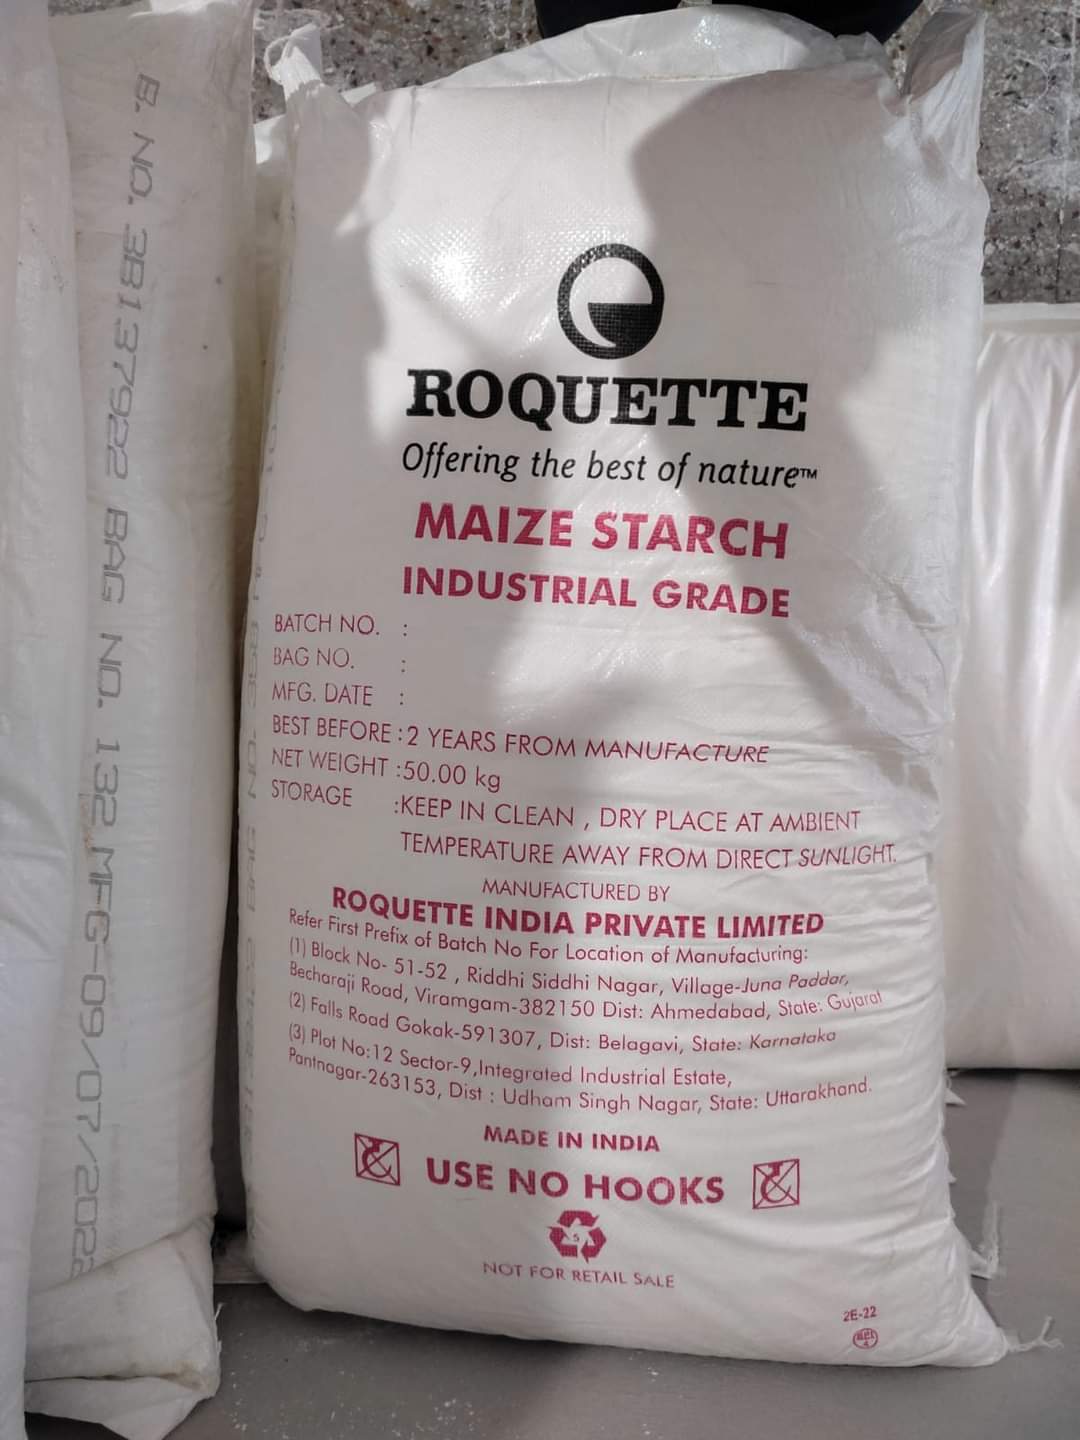 B. NO. 3B137922 BAG NO. 132 MFG-09/07/2022
ROQUETTE
Offering the best of nature™
MAIZE STARCH
INDUSTRIAL GRADE
BATCH NO. :
BAG NO. :
MFG. DATE :
BEST BEFORE : 2 YEARS FROM MANUFACTURE
NET WEIGHT : 50.00 kg
STORAGE : KEEP IN CLEAN , DRY PLACE AT AMBIENT
TEMPERATURE AWAY FROM DIRECT SUNLIGHT.
MANUFACTURED BY
ROQUETTE INDIA PRIVATE LIMITED
Refer First Prefix of Batch No For Location of Manufacturing:
(1) Block No- 51-52 , Riddhi Siddhi Nagar, Village-Juna Paddar,
Becharaji Road, Viramgam-382150 Dist: Ahmedabad, State: Gujarat
(2) Falls Road Gokak-591307, Dist: Belagavi, State: Karnataka
(3) Plot No:12 Sector-9,Integrated Industrial Estate,
Pantnagar-263153, Dist : Udham Singh Nagar, State: Uttarakhand.
MADE IN INDIA
USE NO HOOKS
5
NOT FOR RETAIL SALE
2E-22